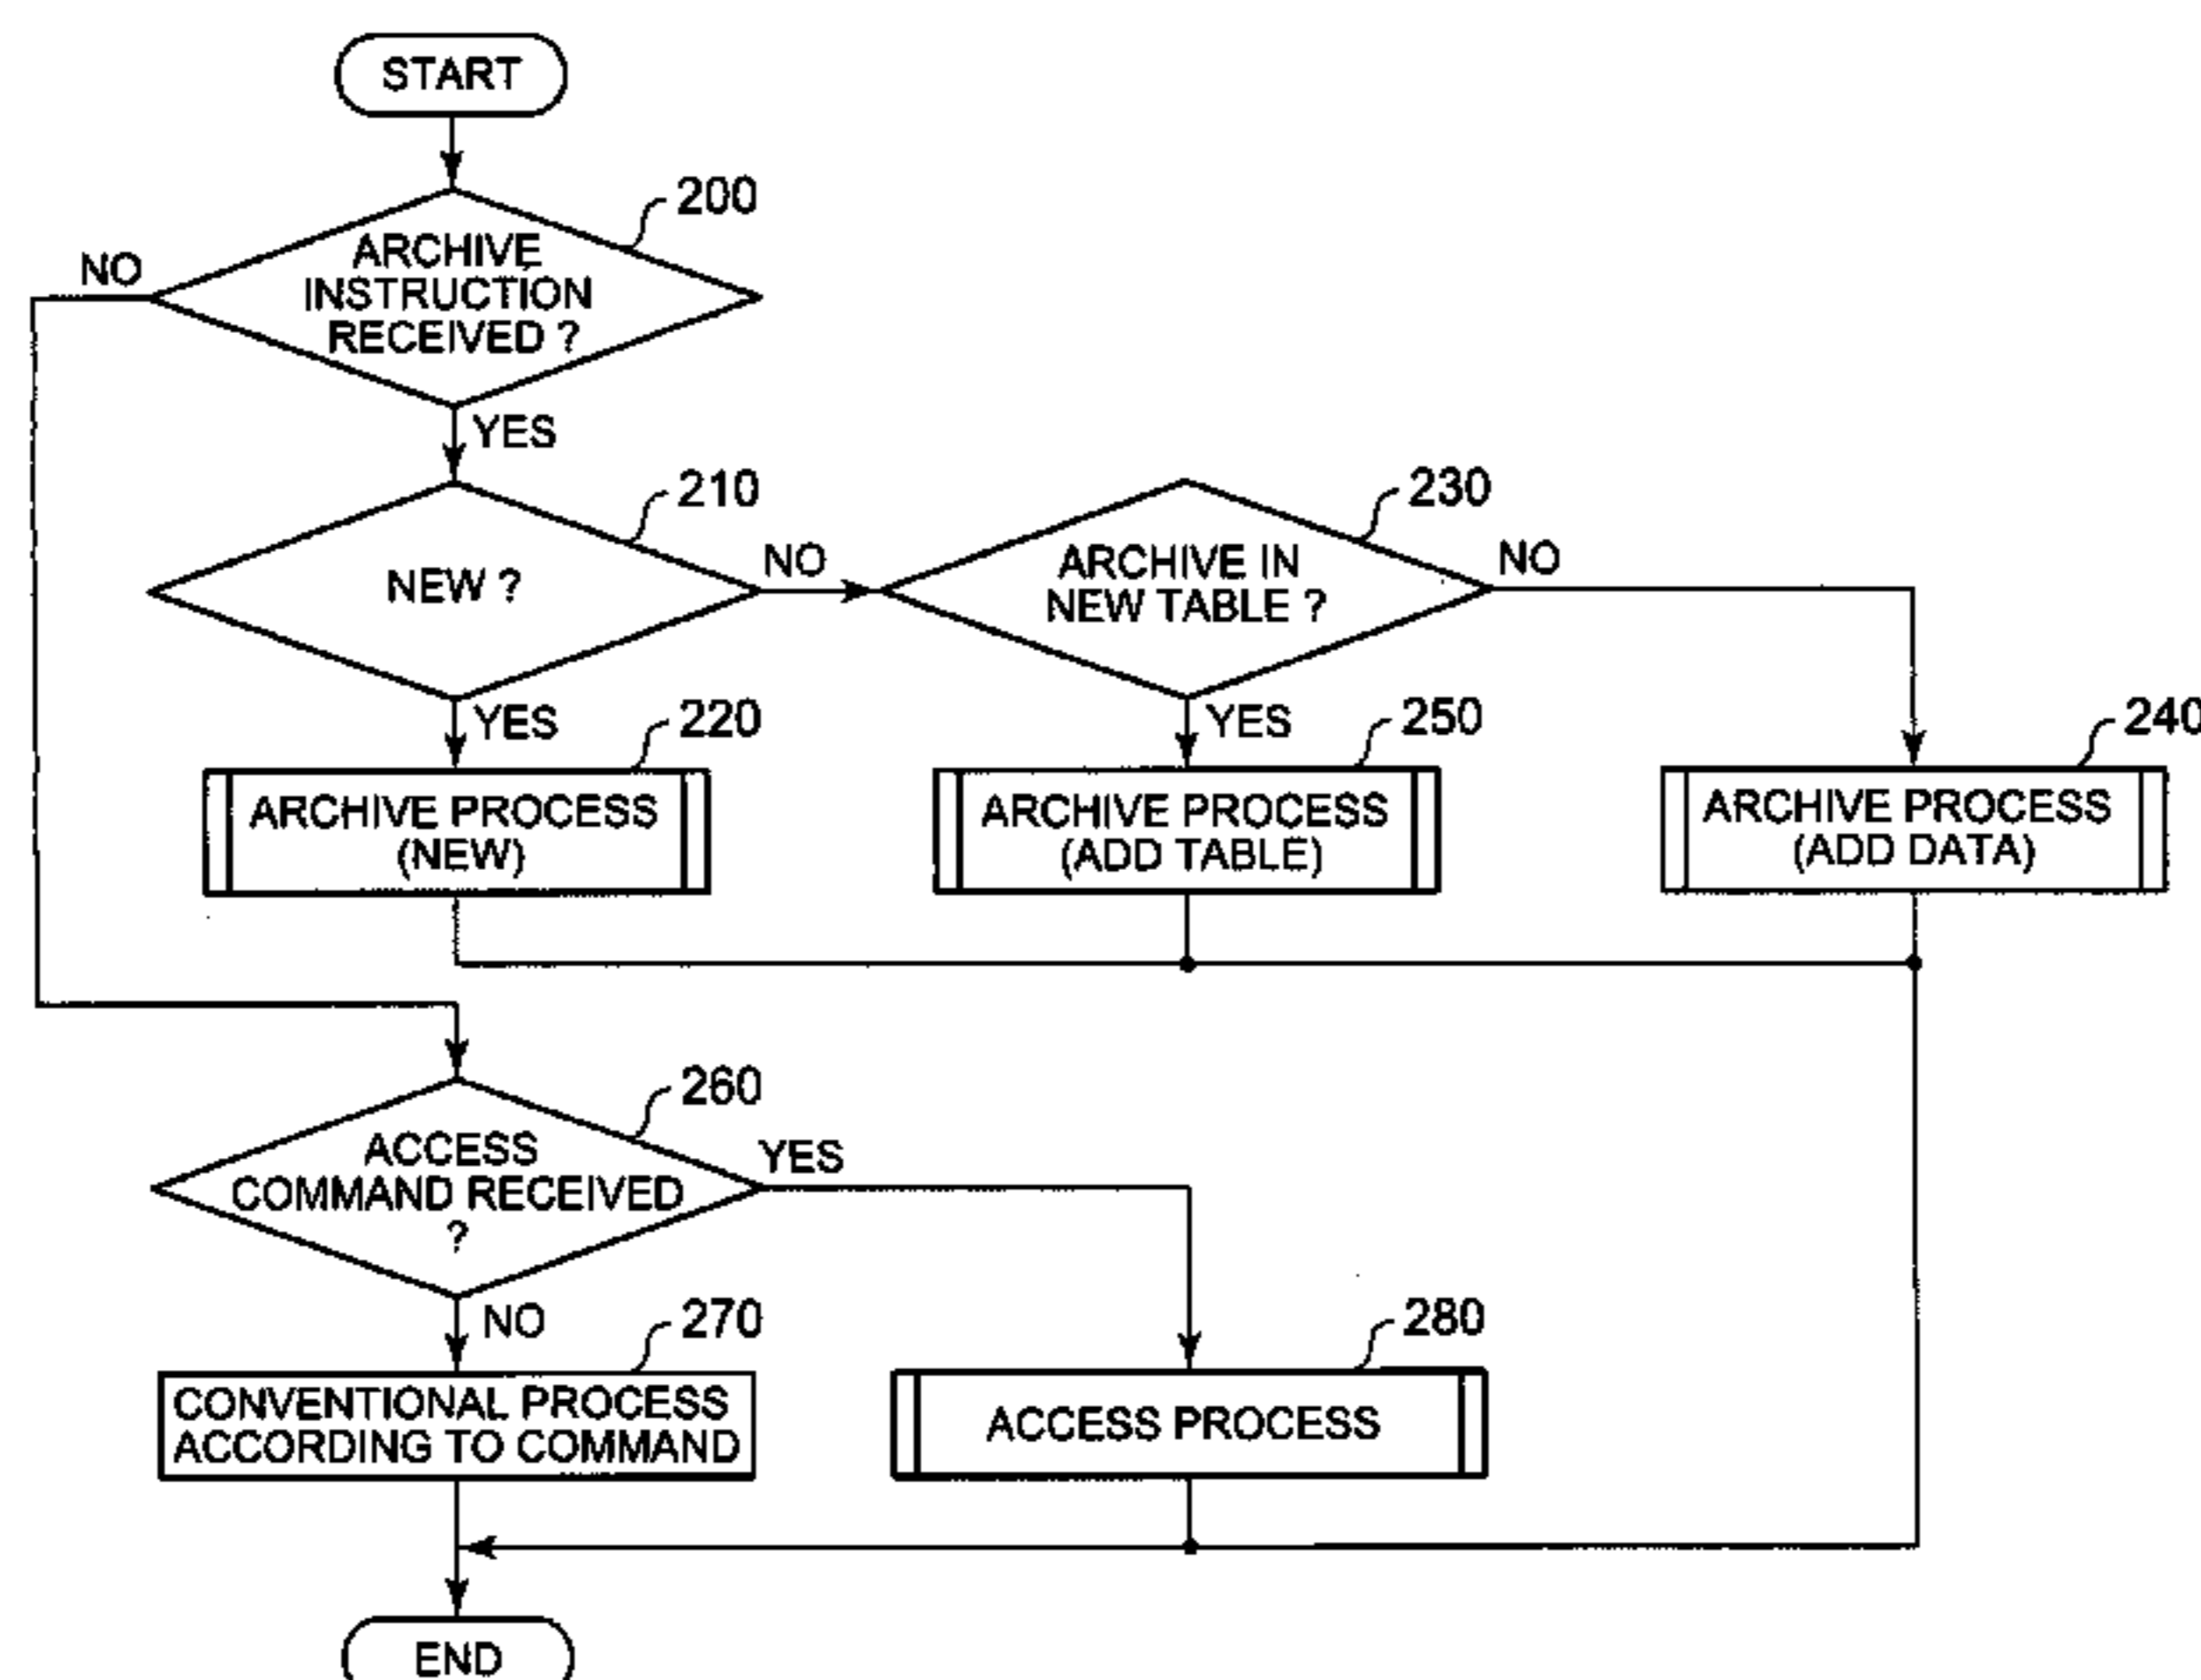 START
200
ARCHIVE
INSTRUCTION
RECEIVED ?
NO
YES
210
NEW ?
NO
230
ARCHIVE IN
NEW TABLE ?
NO
YES
220
ARCHIVE PROCESS
(NEW)
YES
250
ARCHIVE PROCESS
(ADD TABLE)
240
ARCHIVE PROCESS
(ADD DATA)
260
ACCESS
COMMAND RECEIVED
?
YES
NO
270
CONVENTIONAL PROCESS
ACCORDING TO COMMAND
280
ACCESS PROCESS
END